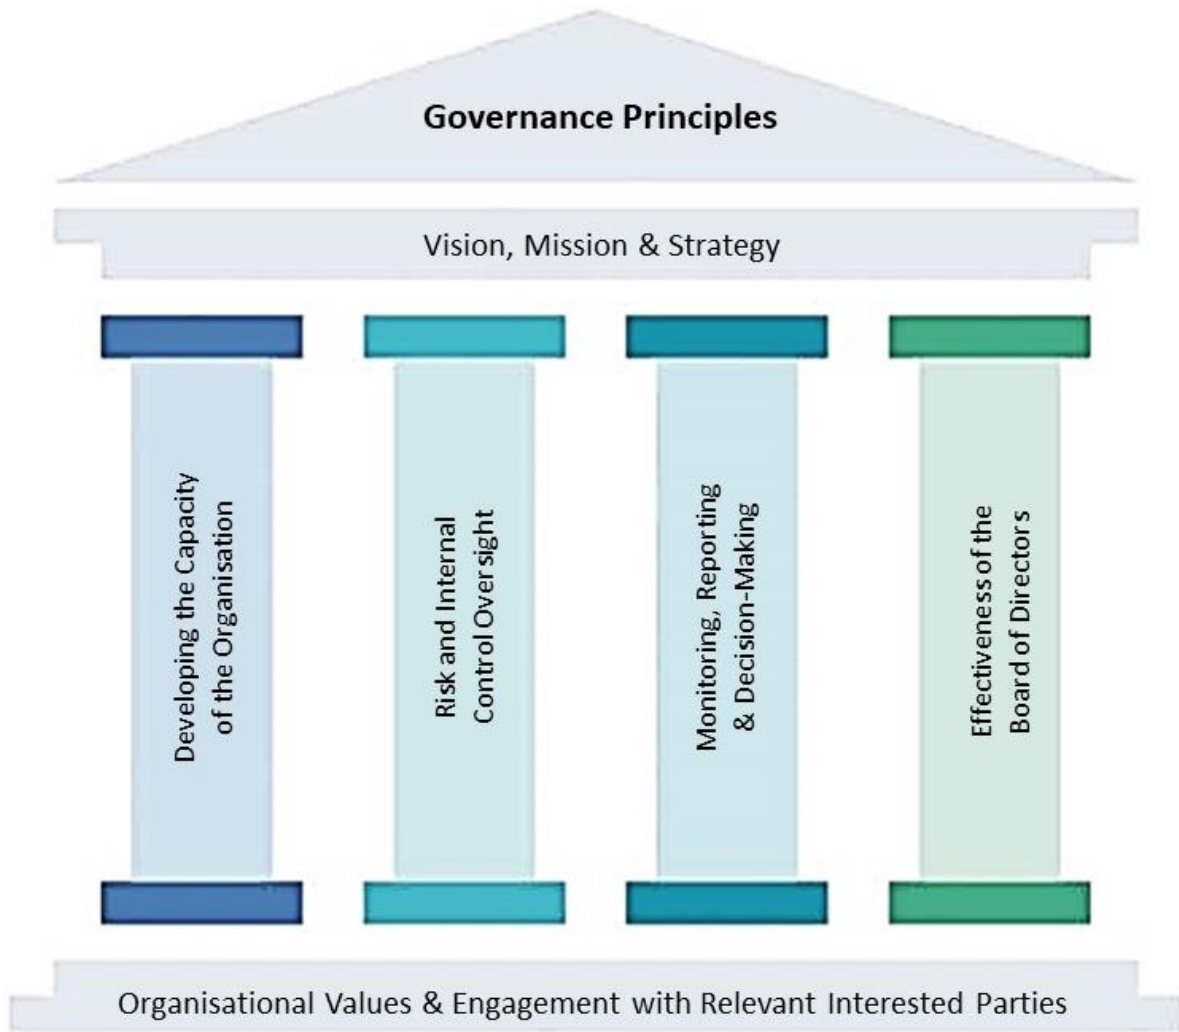 Governance Principles
Vision, Mission & Strategy
Developing the Capacity
of the Organisation
Risk and Internal
Control Oversight
Monitoring, Reporting
& Decision-Making
Effectiveness of the
Board of Directors
Organisational Values & Engagement with Relevant Interested Parties